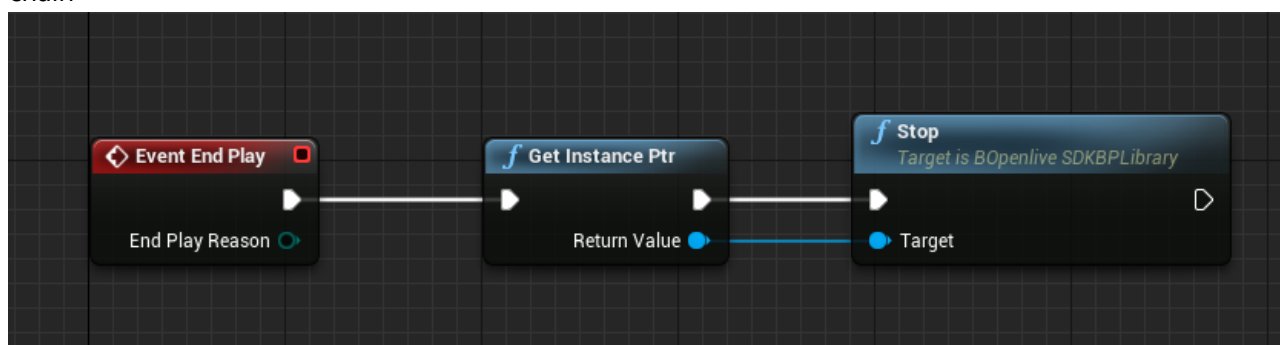 Event End Play
End Play Reason
f Get Instance Ptr
Return Value
f Stop
Target is BOpenlive SDKBPLibrary
Target